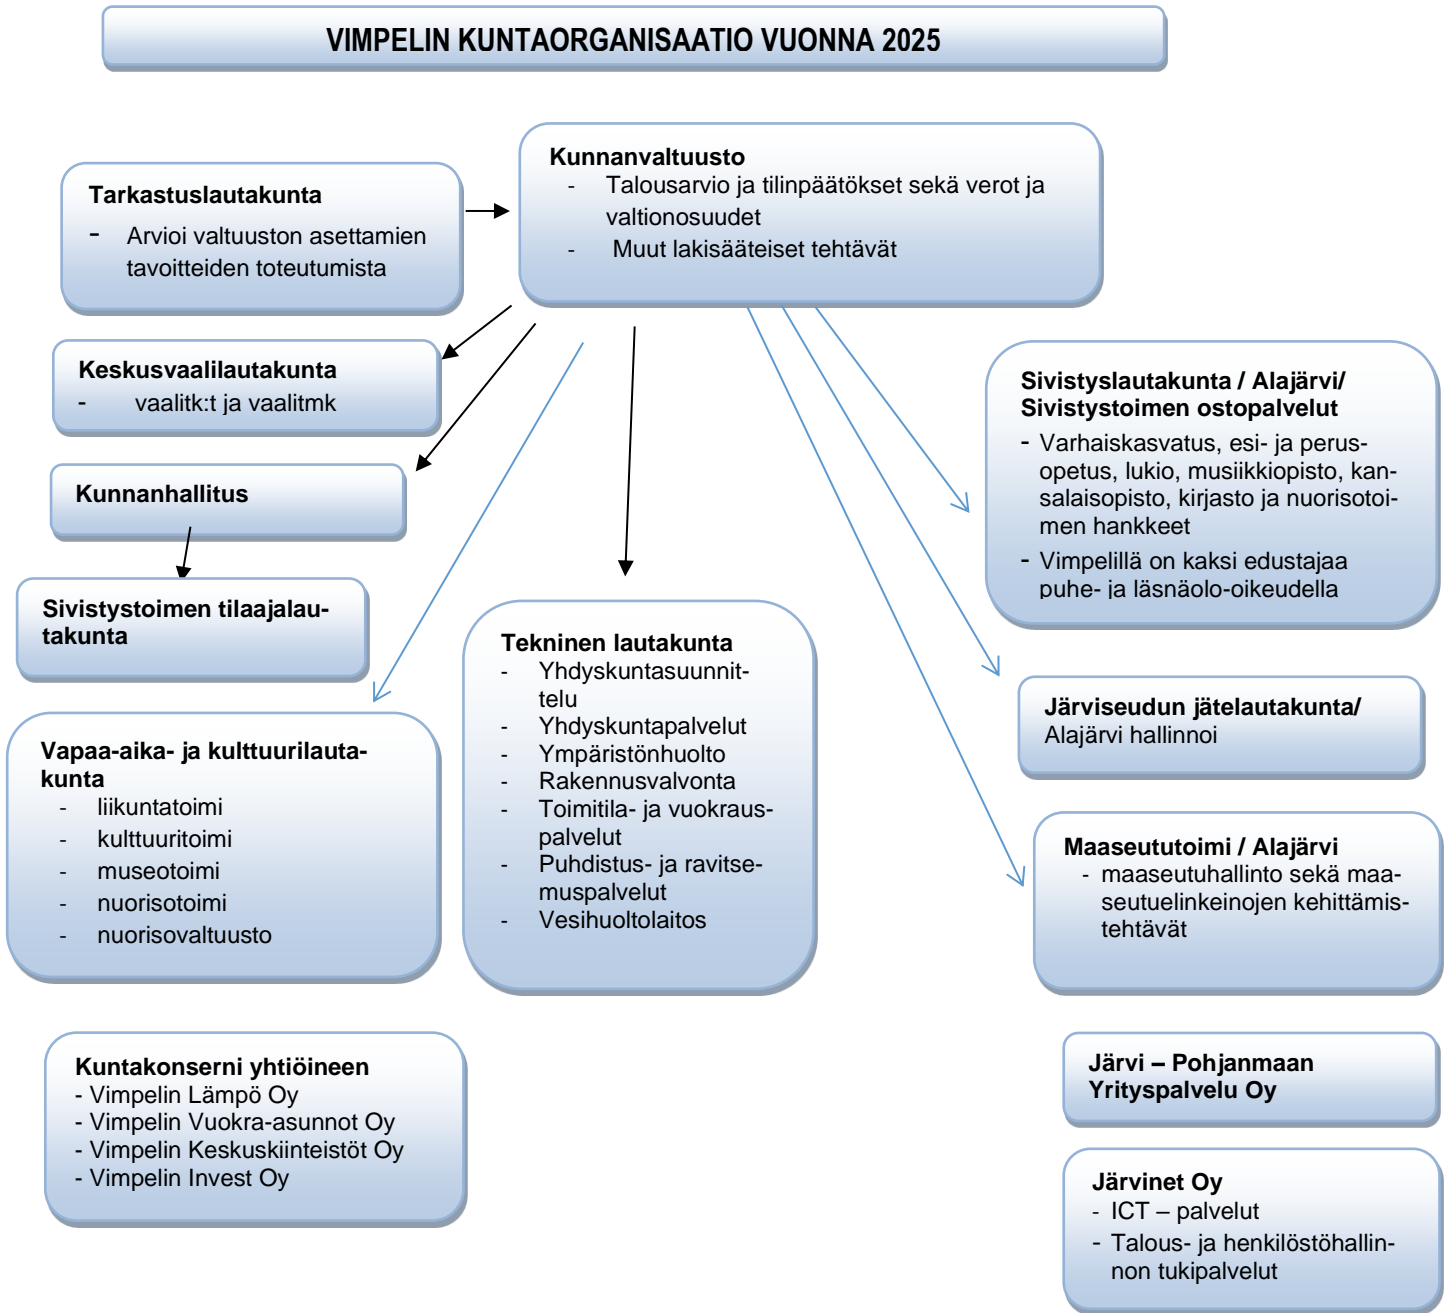 VIMPELIN KUNTAORGANISAATIO VUONNA 2025
Kunnanvaltuusto
- Talousarvio ja tilinpäätökset sekä verot ja
valtionosuudet
- Muut lakisääteiset tehtävät
Tarkastuslautakunta
- Arvioi valtuuston asettamien
tavoitteiden toteutumista
Keskusvaalilautakunta
- vaalitk:t ja vaalitmk
Kunnanhallitus
Sivistystoimen tilaajalau-
takunta
Vapaa-aika- ja kulttuurilauta-
kunta
- liikuntatoimi
- kulttuuritoimi
- museotoimi
- nuorisotoimi
- nuorisovaltuusto
Tekninen lautakunta
- Yhdyskuntasuunnit-
telu
- Yhdyskuntapalvelut
- Ympäristönhuolto
- Rakennusvalvonta
- Toimitila- ja vuokraus-
palvelut
- Puhdistus- ja ravitse-
muspalvelut
- Vesihuoltolaitos
Sivistyslautakunta / Alajärvi/
Sivistystoimen ostopalvelut
- Varhaiskasvatus, esi- ja perus-
opetus, lukio, musiikkiopisto, kan-
salaisopisto, kirjasto ja nuorisotoi-
men hankkeet
- Vimpelillä on kaksi edustajaa
puhe- ja läsnäolo-oikeudella
Järviseudun jätelautakunta/
Alajärvi hallinnoi
Maaseututoimi / Alajärvi
- maaseutuhallinto sekä maa-
seutuelinkeinojen kehittämis-
tehtävät
Kuntakonserni yhtiöineen
- Vimpelin Lämpö Oy
- Vimpelin Vuokra-asunnot Oy
- Vimpelin Keskuskiinteistöt Oy
- Vimpelin Invest Oy
Järvi – Pohjanmaan
Yrityspalvelu Oy
Järvinet Oy
- ICT – palvelut
- Talous- ja henkilöstöhallin-
non tukipalvelut